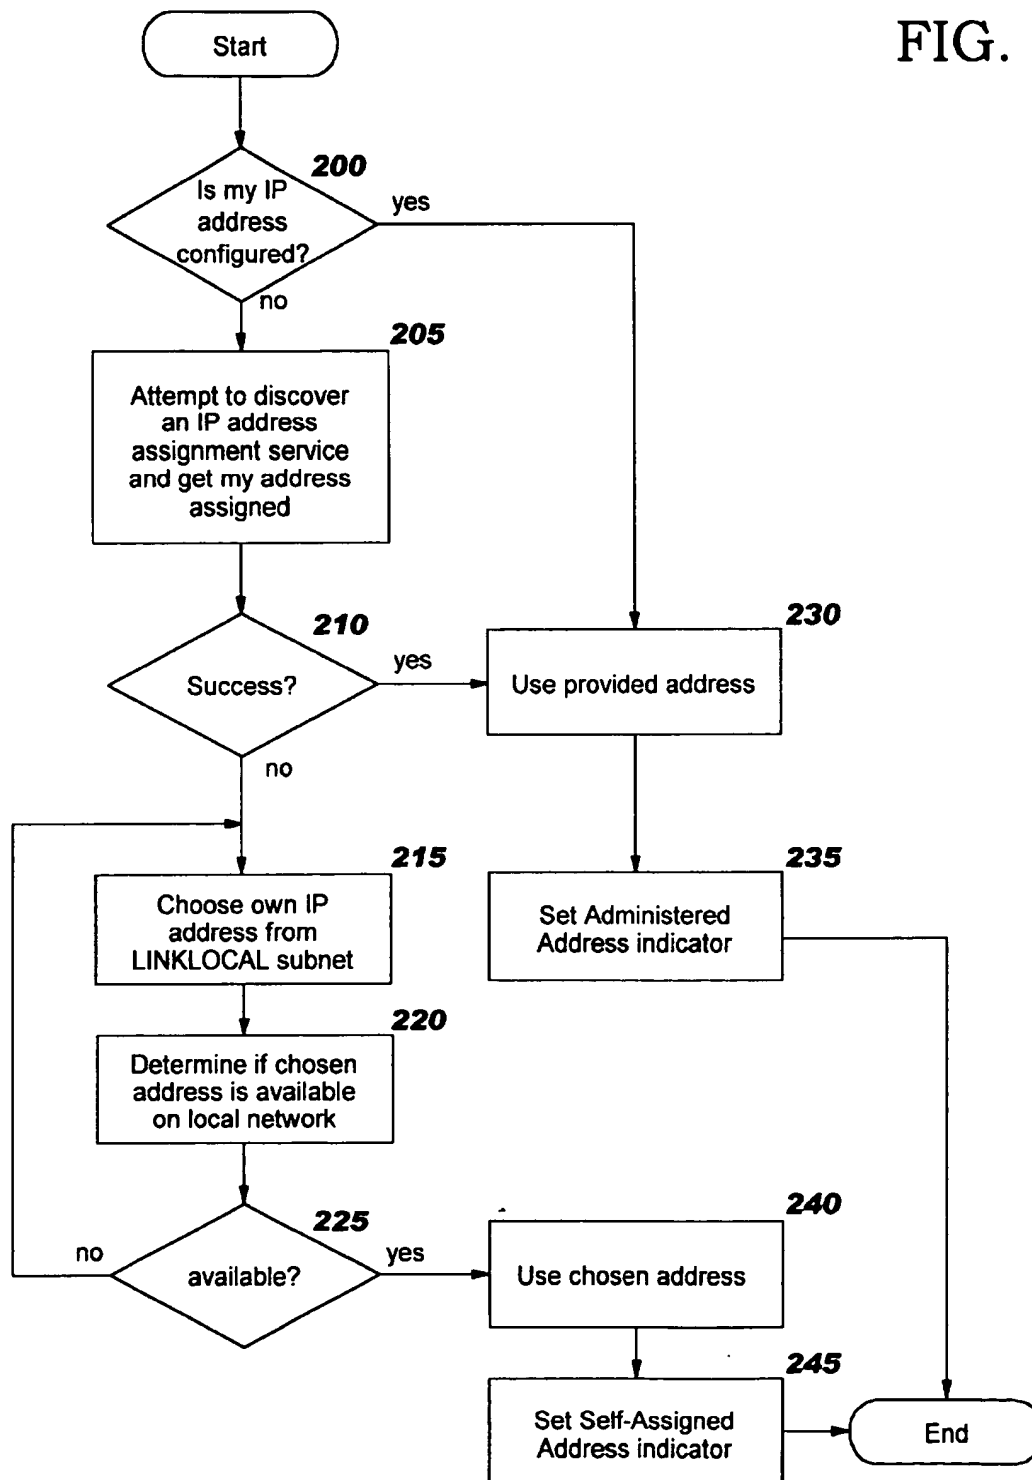 FIG.
Start
200
Is my IP
address
configured?
yes
no
205
Attempt to discover
an IP address
assignment service
and get my address
assigned
210
Success?
yes
no
230
Use provided address
215
Choose own IP
address from
LINKLOCAL subnet
235
Set Administered
Address indicator
220
Determine if chosen
address is available
on local network
225
available?
no
yes
240
Use chosen address
245
Set Self-Assigned
Address indicator
End